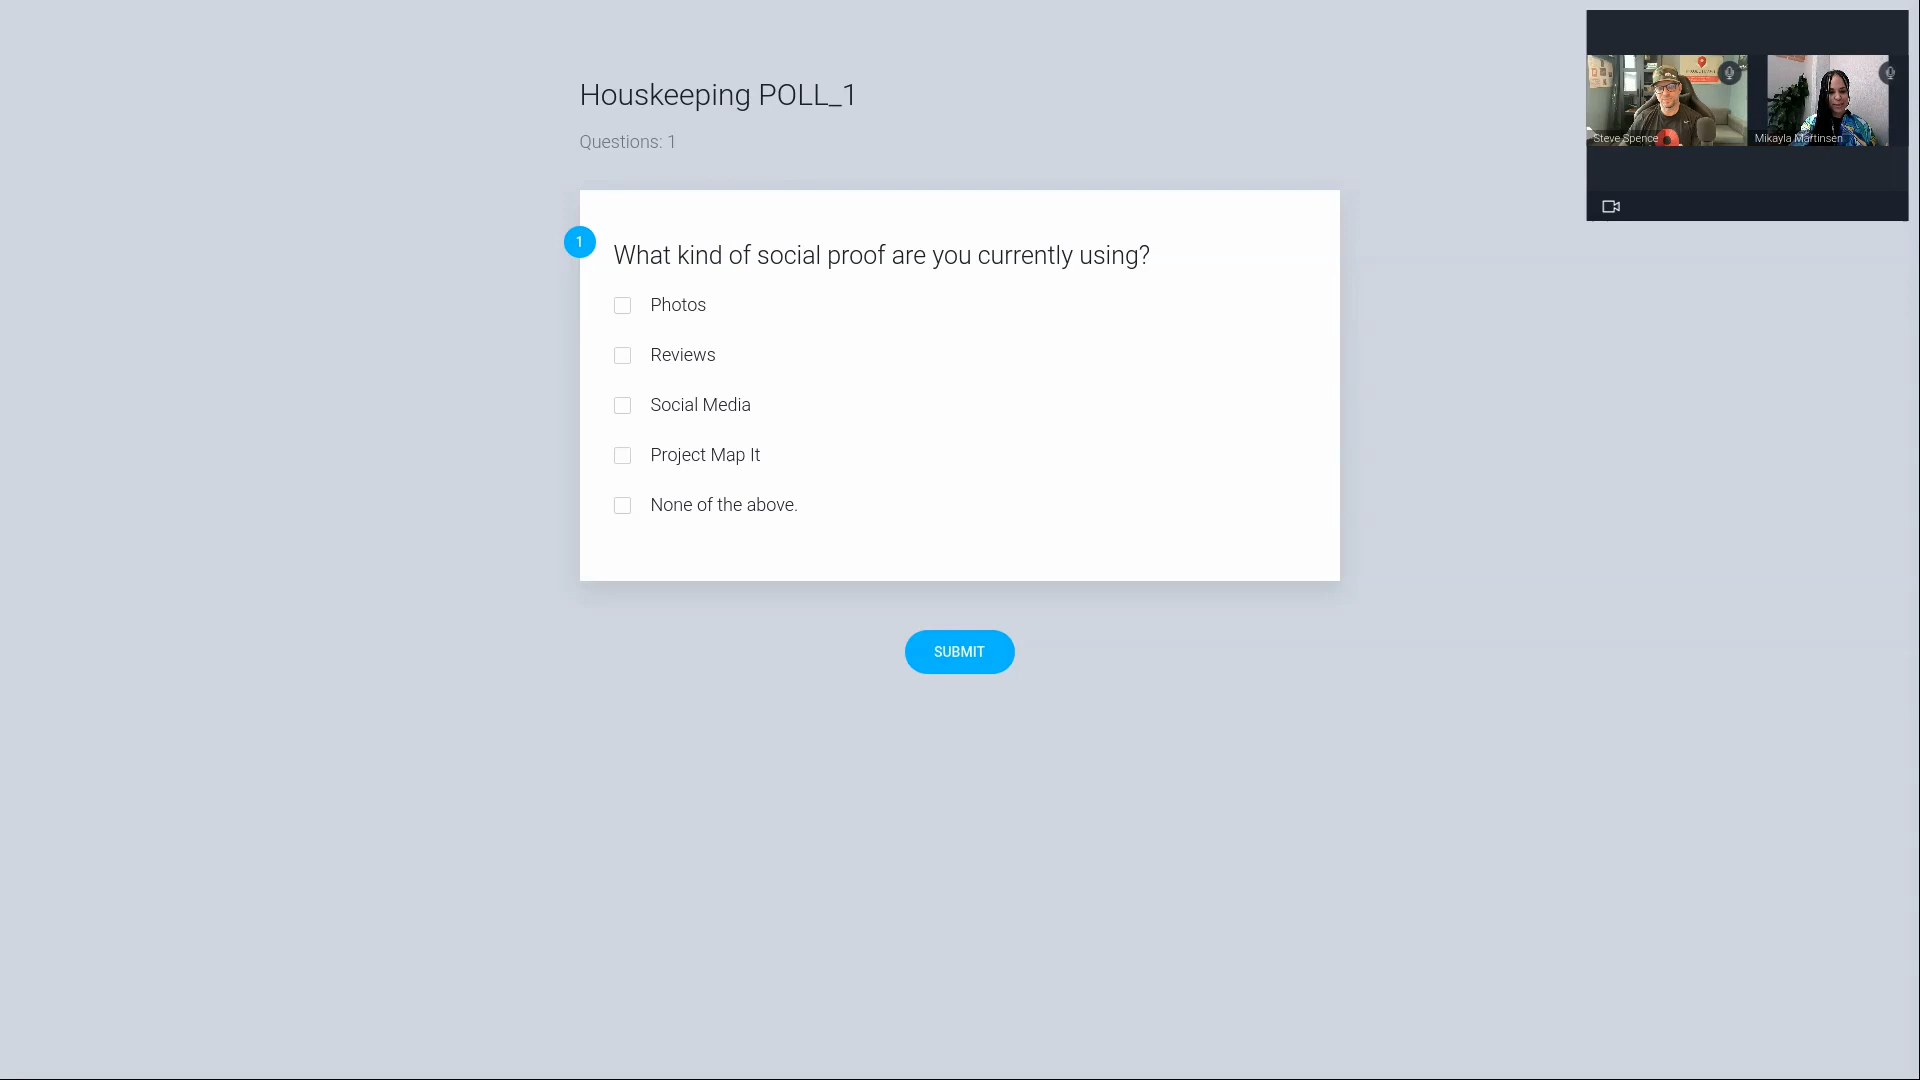 Houskeeping POLL_1
Questions: 1
1
What kind of social proof are you currently using?
Photos
Reviews
Social Media
Project Map It
None of the above.
SUBMIT
Steve Spence
Mikayla Martinsen